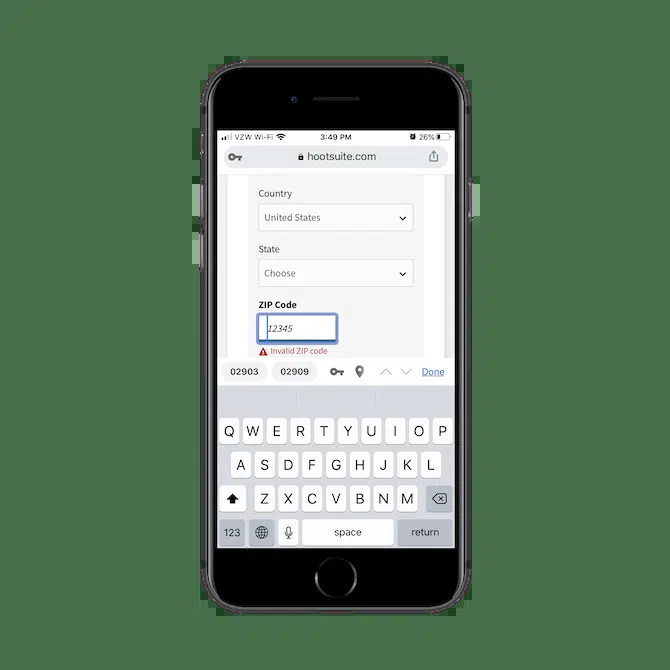 VZW Wi-Fi 3:49 PM 26%
hootsuite.com
Country
United States
State
Choose
ZIP Code
12345
Invalid ZIP code
02903 02909 Done
Q W E R T Y U I O P
A S D F G H J K L
Z X C V B N M
123 space return